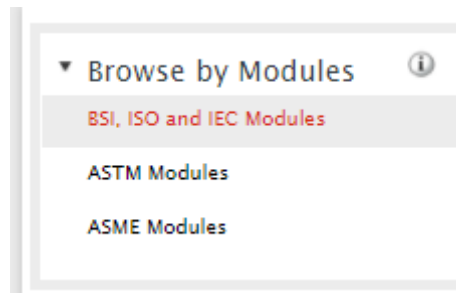 Browse by Modules
BSI, ISO and IEC Modules
ASTM Modules
ASME Modules